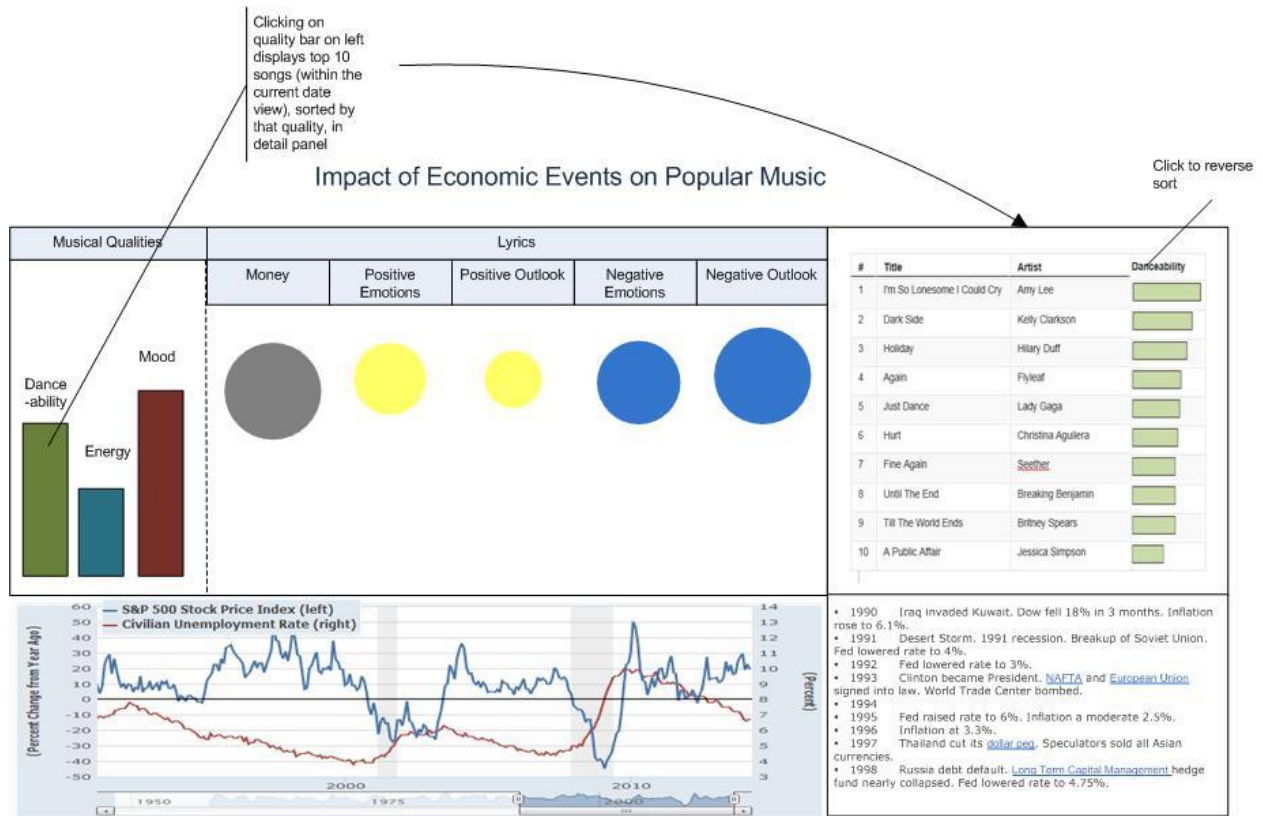 Clicking on
quality bar on left
displays top 10
songs (within the
current date
view), sorted by
that quality, in
detail panel
Impact of Economic Events on Popular Music
Click to reverse
sort
Musical Qualities
Lyrics
Money
Positive
Emotions
Positive Outlook
Negative
Emotions
Negative Outlook
Dance
-ability
Energy
Mood
# Title Artist Danceability
1 I'm So Lonesome I Could Cry Amy Lee
2 Dark Side Kelly Clarkson
3 Holiday Hilary Duff
4 Again Flyleaf
5 Just Dance Lady Gaga
6 Hurt Christina Aguilera
7 Fine Again Seether
8 Until The End Breaking Benjamin
9 Till The World Ends Britney Spears
10 A Public Affair Jessica Simpson
S&P 500 Stock Price Index (left)
Civilian Unemployment Rate (right)
(Percent Change from Year Ago)
60
50
40
30
20
10
0
-10
-20
-30
-40
-50
14
13
12
11
10
9
8
7
6
5
4
3
(Percent)
2000
2010
1950
1975
2000
• 1990 Iraq invaded Kuwait. Dow fell 18% in 3 months. Inflation
rose to 6.1%.
• 1991 Desert Storm. 1991 recession. Breakup of Soviet Union.
Fed lowered rate to 4%.
• 1992 Fed lowered rate to 3%.
• 1993 Clinton became President. NAFTA and European Union
signed into law. World Trade Center bombed.
• 1994
• 1995 Fed raised rate to 6%. Inflation a moderate 2.5%.
• 1996 Inflation at 3.3%.
• 1997 Thailand cut its dollar peg. Speculators sold all Asian
currencies.
• 1998 Russia debt default. Long Term Capital Management hedge
fund nearly collapsed. Fed lowered rate to 4.75%.